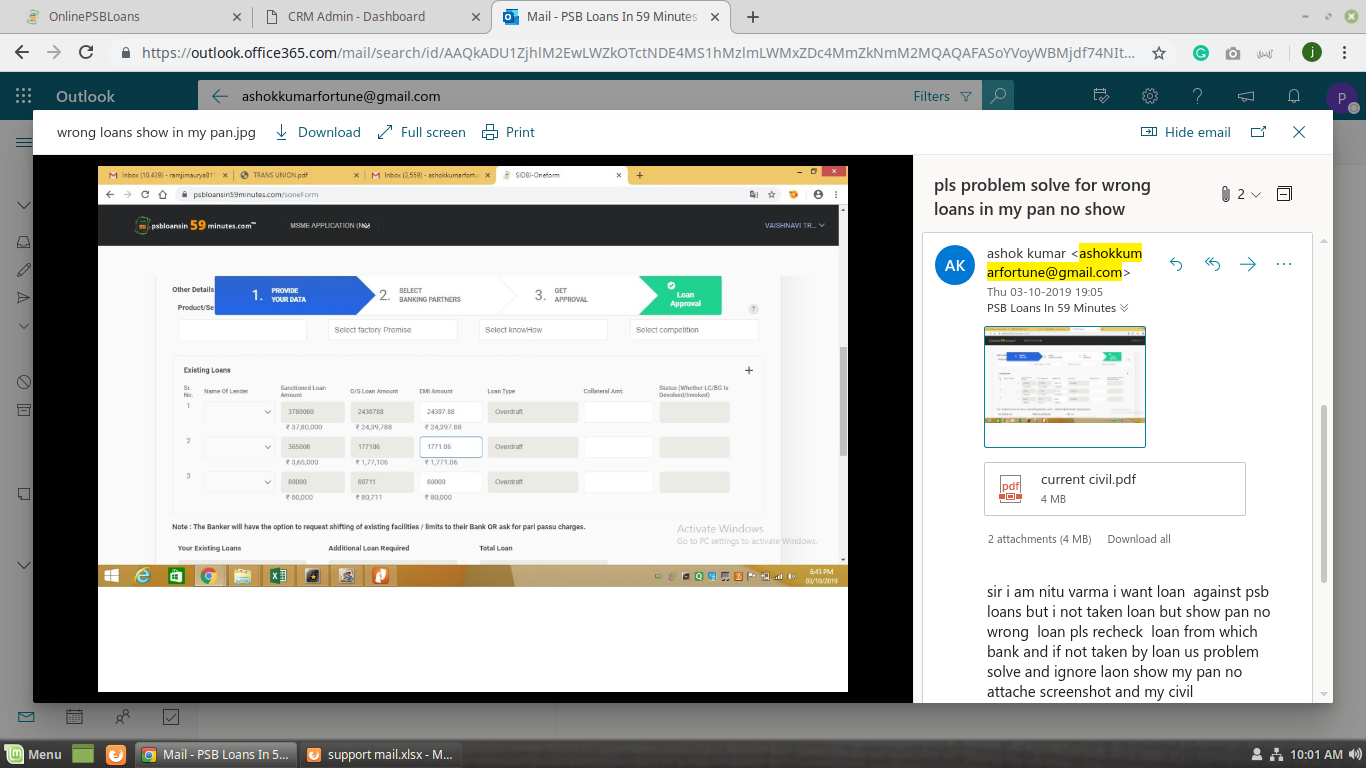 OnlinePSBLoans
CRM Admin - Dashboard
Mail - PSB Loans In 59 Minutes
https://outlook.office365.com/mail/search/id/AAQkADU1ZjhlM2EwLWZkOTctNDE4MS1hMzlmLWMxZDc4MmZkNmM2MQAQAFASoYVoyWBMjdf74NIt...
j
Outlook
ashokkumarfortune@gmail.com
Filters
P
wrong loans show in my pan.jpg
Download
Full screen
Print
Hide email
Inbox (10,429) - ramjimaurya811
TRANS UNION.pdf
Inbox (3,559) - ashokkumarfortu
SIDBI-Oneform
psbloansin59minutes.com/soneForm
psbloansin 59 minutes.com™
MSME APPLICATION
VAISHNAVI TR...
Other Details
Product/Se
1. PROVIDE YOUR DATA
2. SELECT BANKING PARTNERS
3. GET APPROVAL
Loan Approval
Select factory Premise
Select knowHow
Select competition
Existing Loans
Sr. No.
Name Of Lender
Sanctioned Loan Amount
O/S Loan Amount
EMI Amount
Loan Type
Collateral Amt.
Status (Whether LC/BG Is Devolved/Invoked)
1 3780000 2439788 24397.88 Overdraft
₹ 37,80,000 ₹ 24,39,788 ₹ 24,397.88
2 365000 177106 1771.06 Overdraft
₹ 3,65,000 ₹ 1,77,106 ₹ 1,771.06
3 80000 80711 80000 Overdraft
₹ 80,000 ₹ 80,711 ₹ 80,000
Note : The Banker will have the option to request shifting of existing facilities / limits to their Bank OR ask for pari passu charges.
Activate Windows
Go to PC settings to activate Windows.
Your Existing Loans
Additional Loan Required
Total Loan
6:45 PM
03/10/2019
pls problem solve for wrong
loans in my pan no show
2
AK
ashok kumar <ashokkum
arfortune@gmail.com>
Thu 03-10-2019 19:05
PSB Loans In 59 Minutes
pdf
current civil.pdf
4 MB
2 attachments (4 MB)
Download all
sir i am nitu varma i want loan against psb
loans but i not taken loan but show pan no
wrong loan pls recheck loan from which
bank and if not taken by loan us problem
solve and ignore laon show my pan no
attache screenshot and my civil
Menu
Mail - PSB Loans In 5...
support mail.xlsx - M...
10:01 AM